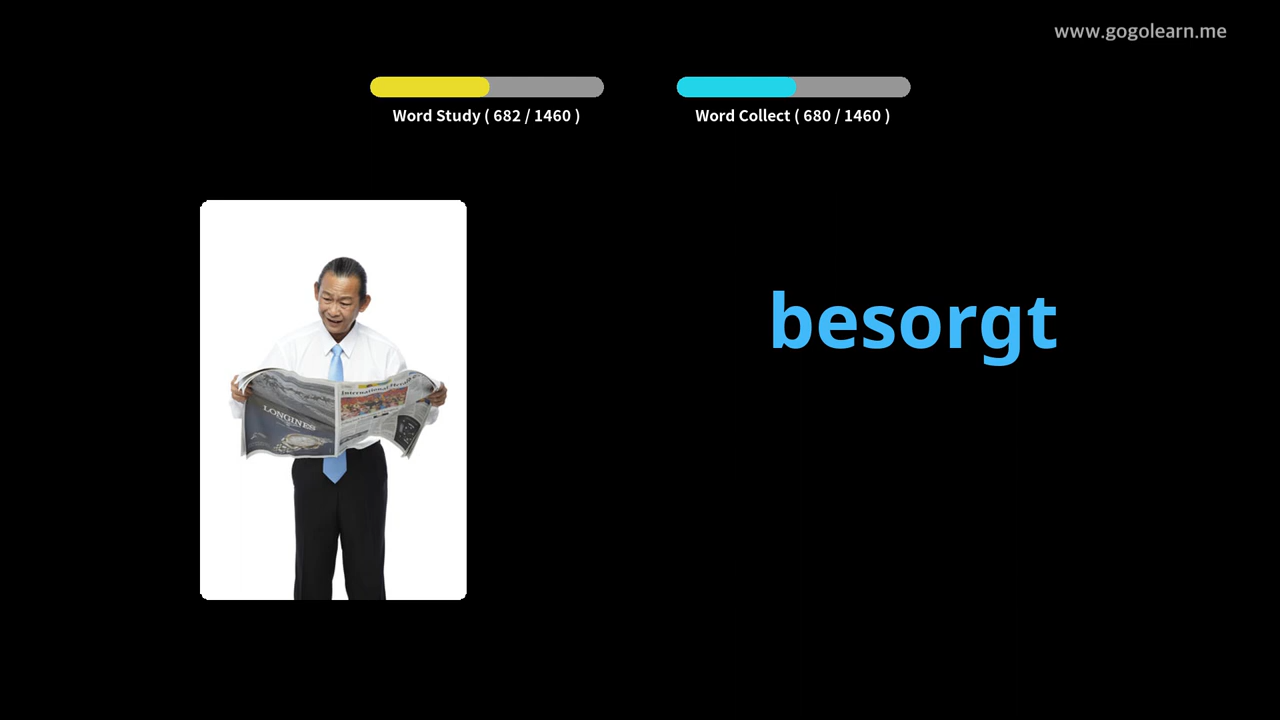 www.gogolearn.me
Word Study ( 682 / 1460 )
Word Collect ( 680 / 1460 )
besorgt
LONGINES
International Herald